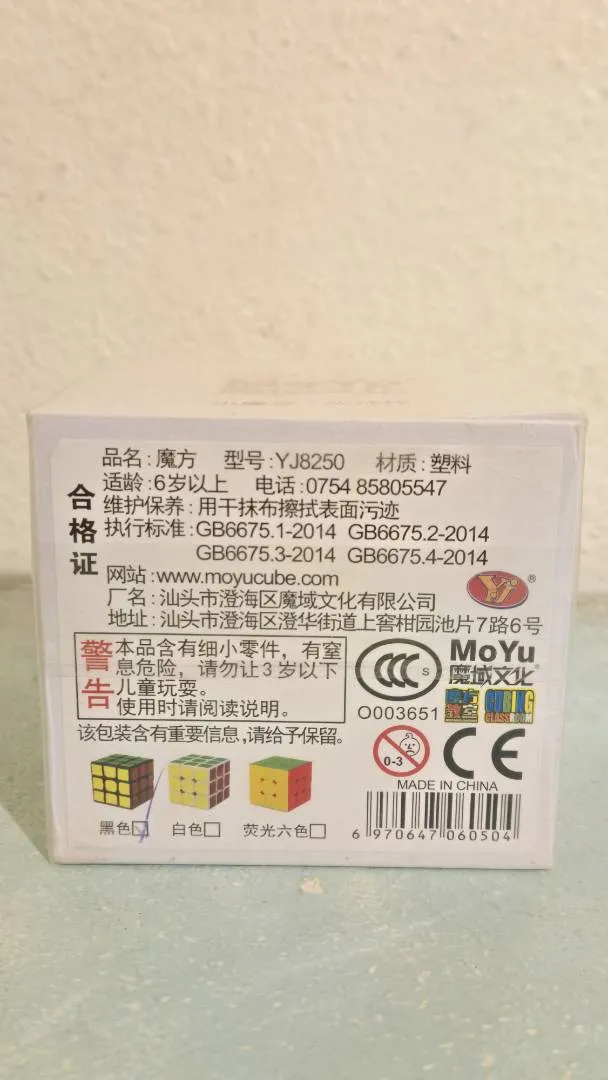 品名:魔方 型号:YJ8250 材质:塑料
适龄:6岁以上 电话:0754 85805547
维护保养:用干抹布擦拭表面污迹
执行标准:GB6675.1-2014 GB6675.2-2014
GB6675.3-2014 GB6675.4-2014
网站:www.moyucube.com
厂名:汕头市澄海区魔域文化有限公司
地址:汕头市澄海区澄华街道上窖柑园池片7路6号
合格证
YJ®
警告
本品含有细小零件,有窒
息危险,请勿让3岁以下
儿童玩耍。
使用时请阅读说明。
该包装含有重要信息,请给予保留。
CCC S
O003651
MoYu
魔域文化®
魔方教室 CUBING CLASSROOM
0-3
CE
MADE IN CHINA
黑色 白色 荧光六色
6 970647 060504